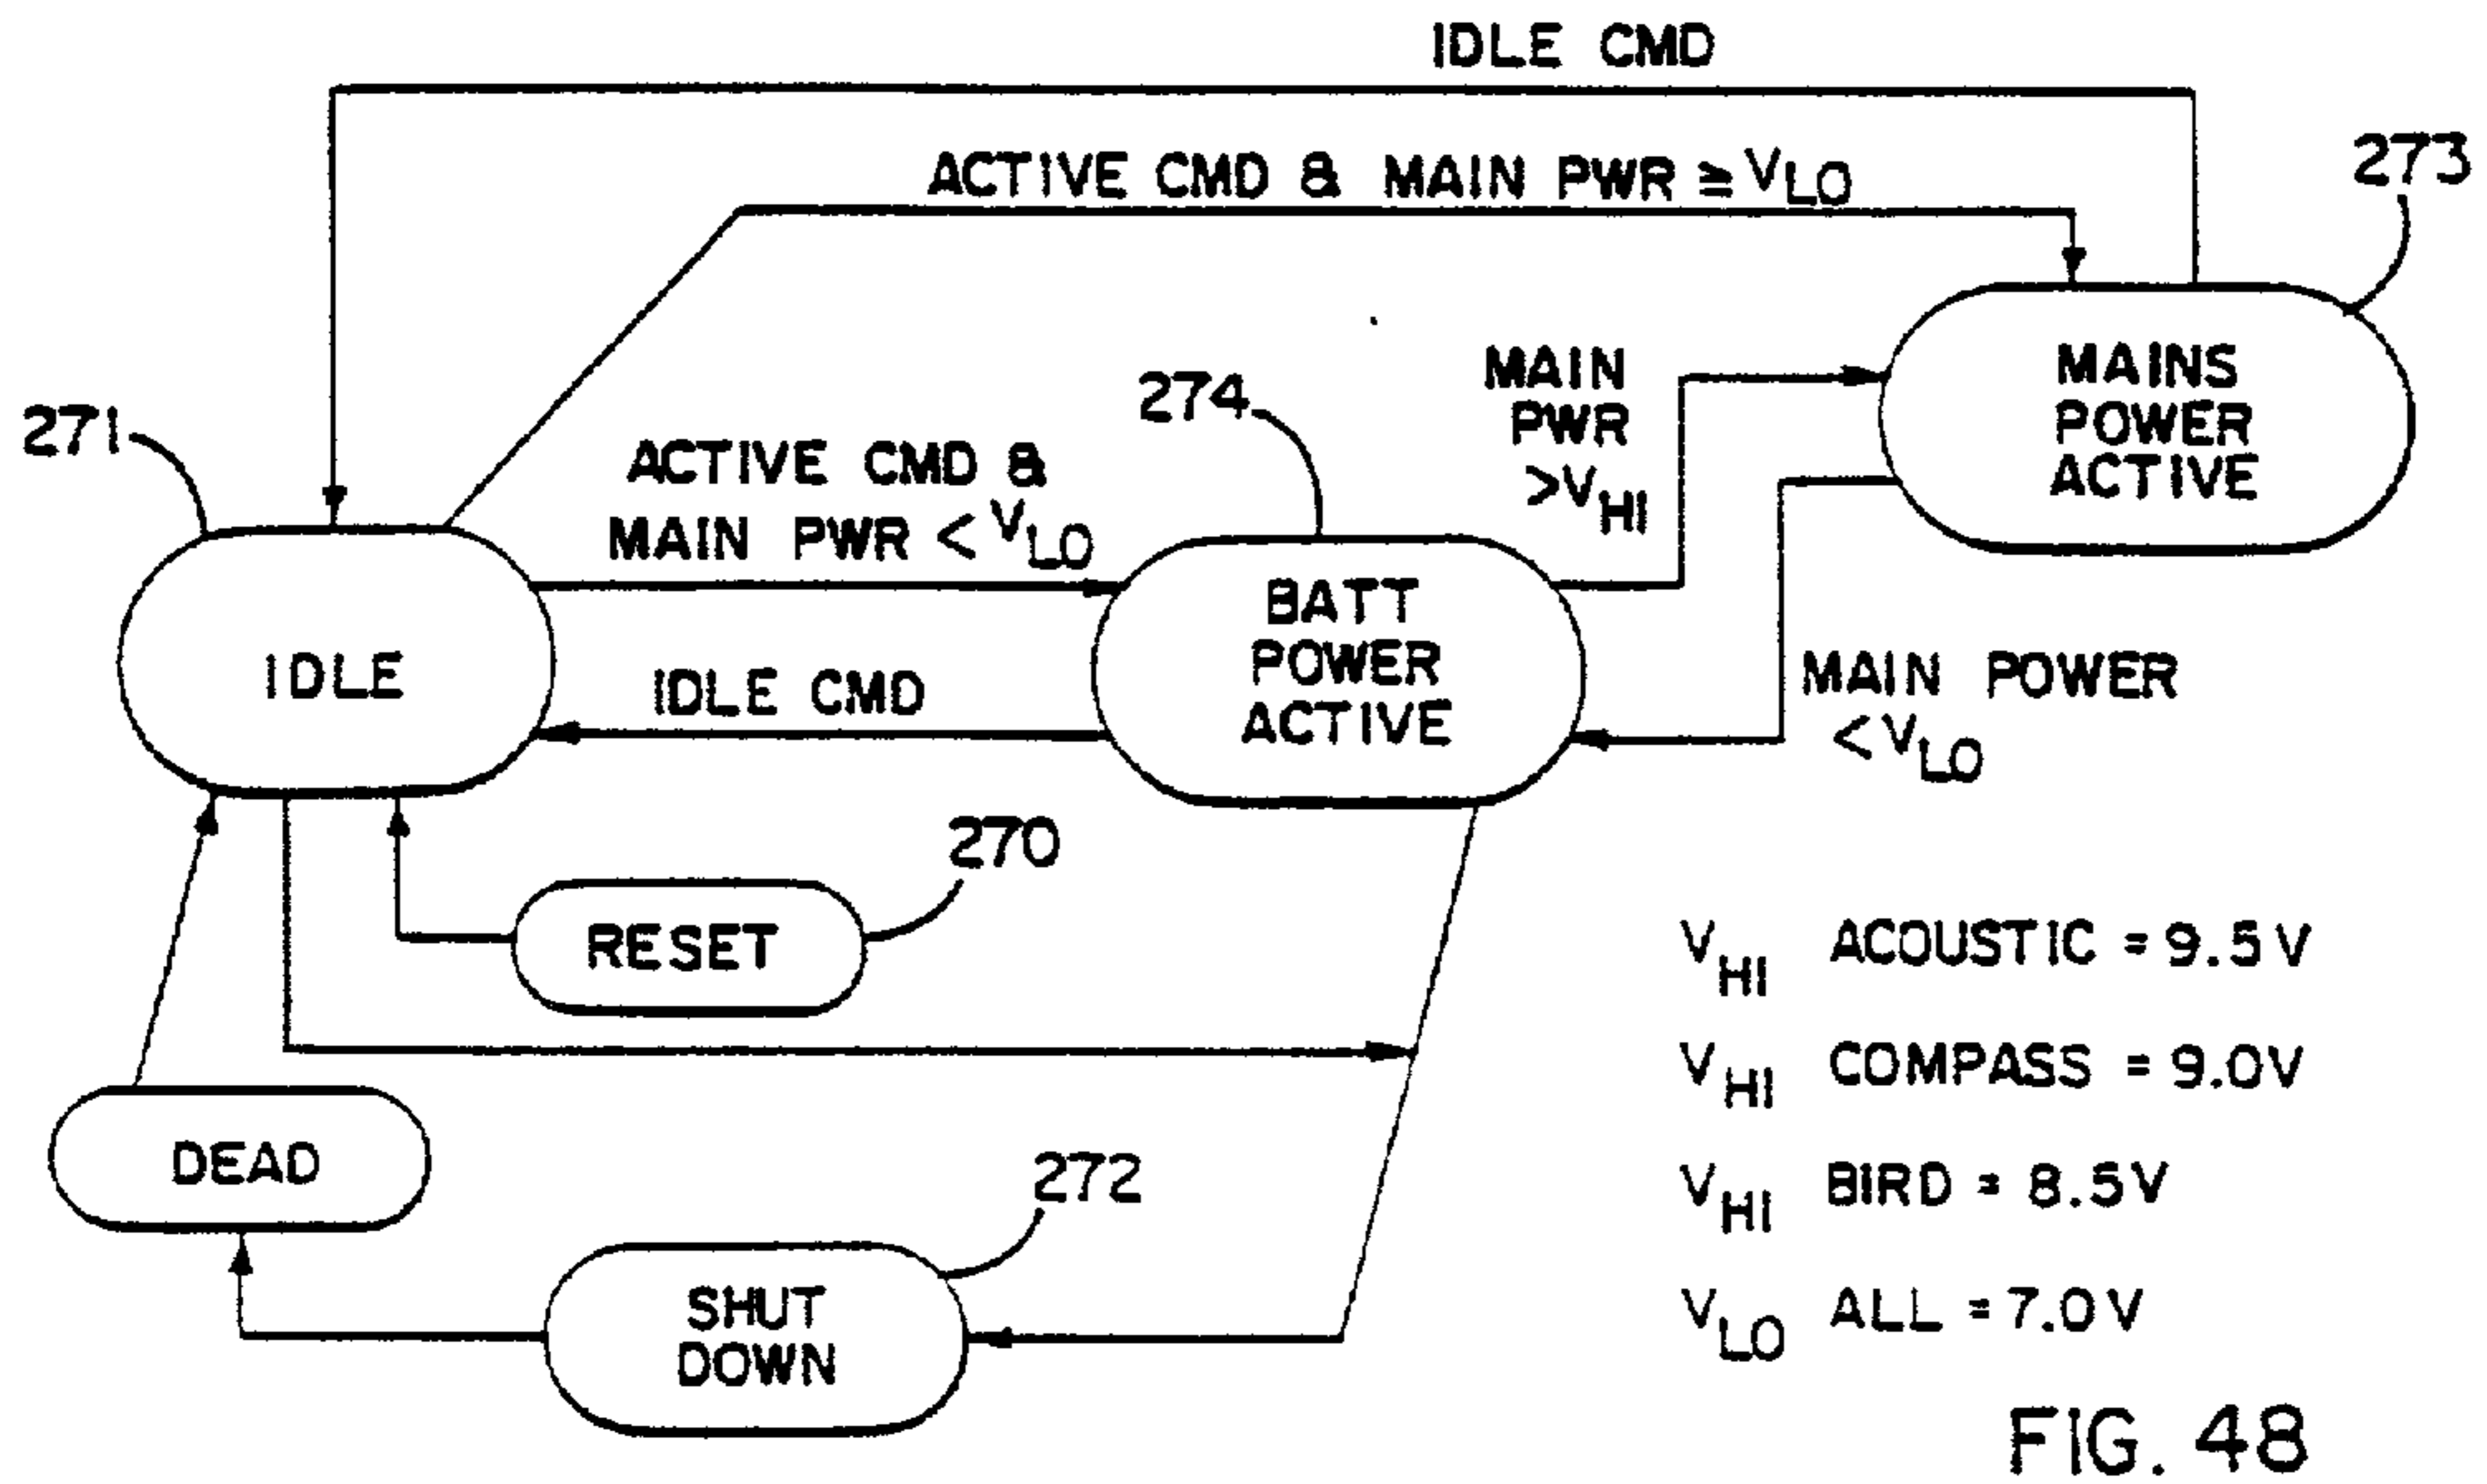 IDLE CMD
ACTIVE CMD & MAIN PWR ≧ VLO
273
271
274
MAIN
PWR
>VHI
MAINS
POWER
ACTIVE
ACTIVE CMD &
MAIN PWR < VLO
IDLE
IDLE CMD
BATT
POWER
ACTIVE
MAIN POWER
<VLO
270
RESET
DEAD
272
SHUT
DOWN
VHI ACOUSTIC = 9.5V
VHI COMPASS = 9.0V
VHI BIRD = 8.5V
VLO ALL = 7.0V
FIG. 48